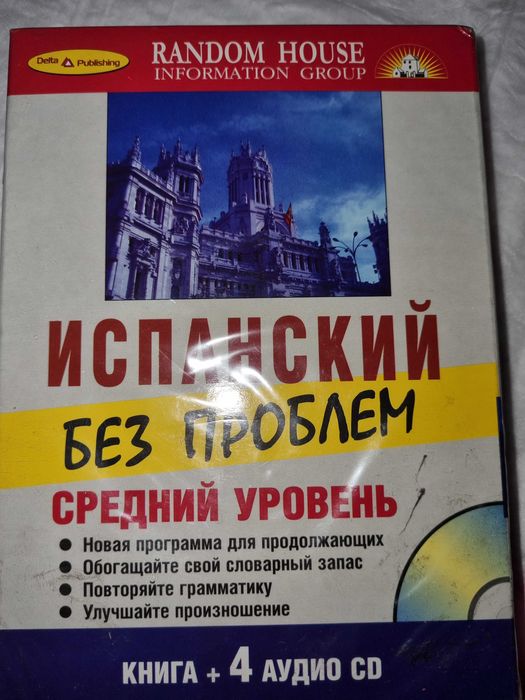 Delta Publishing
RANDOM HOUSE
INFORMATION GROUP
ИСПАНСКИЙ
БЕЗ ПРОБЛЕМ
СРЕДНИЙ УРОВЕНЬ
● Новая программа для продолжающих
● Обогащайте свой словарный запас
● Повторяйте грамматику
● Улучшайте произношение
КНИГА + 4 АУДИО CD